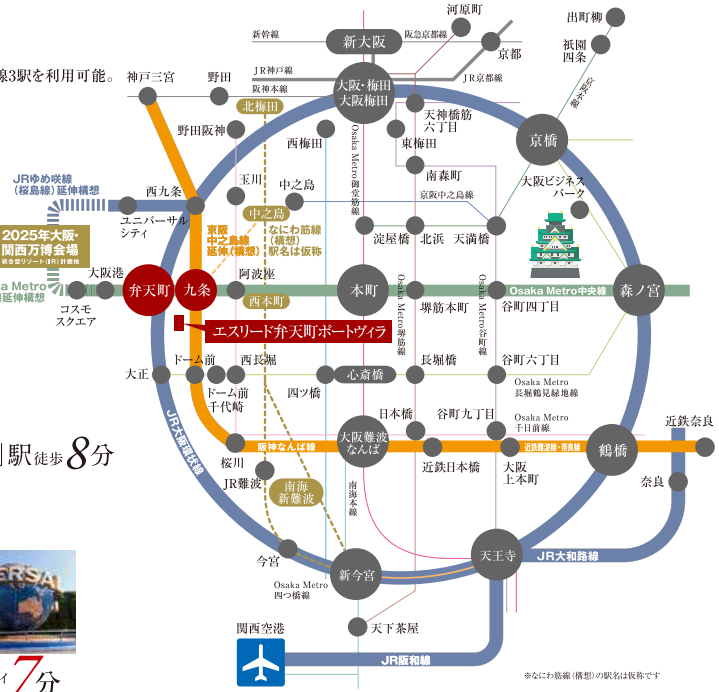 河原町
出町柳
新幹線
阪急京都線
新大阪
京都
祇園
四条
線3駅を利用可能。
神戸三宮
野田
JR神戸線
JR京都線
阪神本線
大阪・梅田
大阪梅田
京阪本線
北梅田
野田阪神
西梅田
天神橋筋
六丁目
東梅田
京橋
Osaka Metro御堂筋線
南森町
大阪ビジネス
パーク
JRゆめ咲線
(桜島線)延伸構想
西九条
玉川
中之島
京阪中之島線
ユニバーサル
シティ
中之島
京阪
中之島線
延伸(構想)
なにわ筋線
(構想)
駅名は仮称
淀屋橋
北浜
天満橋
2025年大阪・
関西万博会場
統合型リゾート(IR)計画地
大阪港
ka Metro
線延伸構想
コスモ
スクエア
弁天町
九条
阿波座
西本町
本町
堺筋本町
谷町四丁目
Osaka Metro中央線
森ノ宮
Osaka Metro堺筋線
Osaka Metro谷町線
エスリード弁天町ポートヴィラ
大正
ドーム前
西長堀
ドーム前
千代崎
四ツ橋
心斎橋
長堀橋
谷町六丁目
Osaka Metro
長堀鶴見緑地線
JR大阪環状線
日本橋
谷町九丁目
Osaka Metro
千日前線
近鉄奈良
駅徒歩8分
桜川
阪神なんば線
大阪難波
なんば
近鉄日本橋
大阪
上本町
近鉄難波線・奈良線
鶴橋
奈良
JR難波
南海
新難波
南海本線
今宮
新今宮
天王寺
JR大和路線
Osaka Metro
四つ橋線
天下茶屋
関西空港
JR阪和線
ERSAL
イ7分
※なにわ筋線(構想)の駅名は仮称です